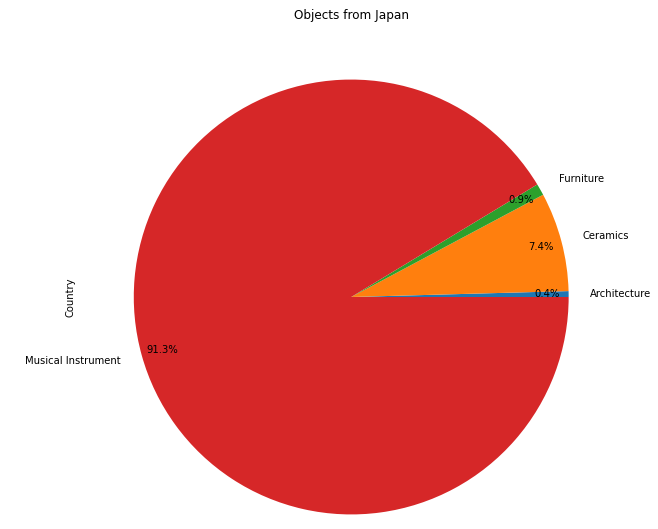 Objects from Japan
Furniture
0.9%
Ceramics
7.4%
Architecture
0.4%
Country
91.3%
Musical Instrument